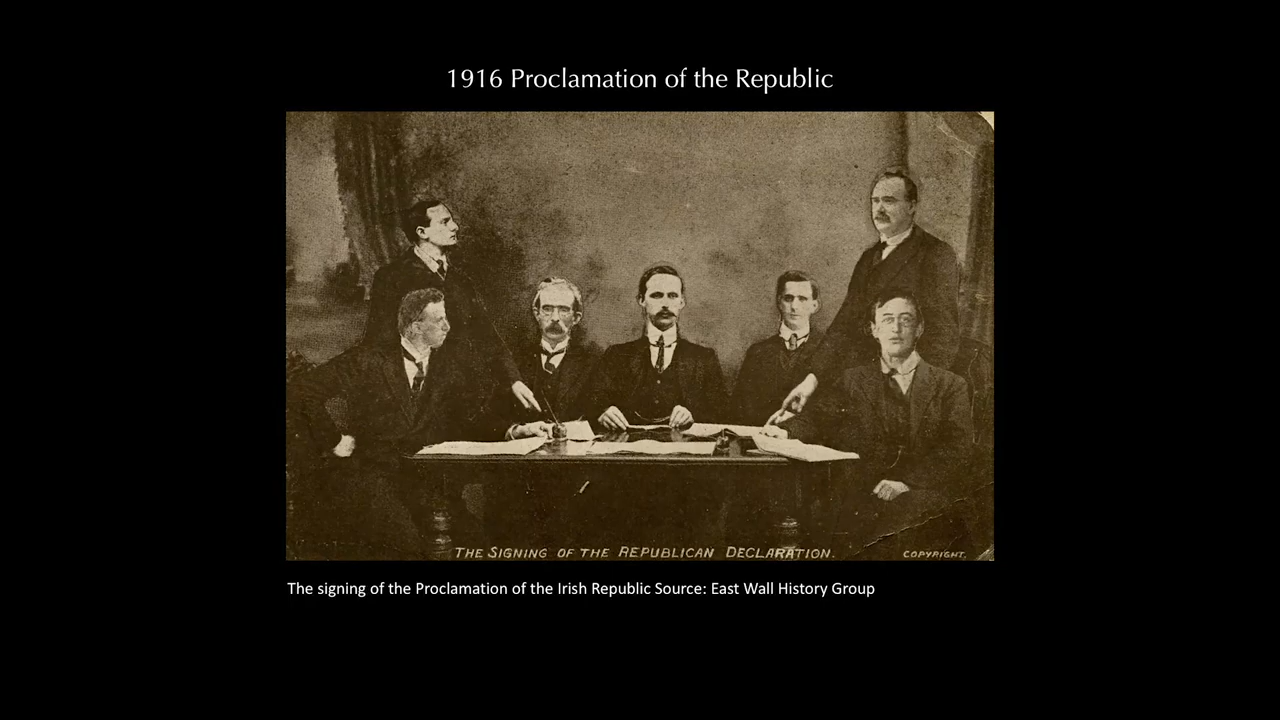 1916 Proclamation of the Republic
THE SIGNING OF THE REPUBLICAN DECLARATION.
COPYRIGHT.
The signing of the Proclamation of the Irish Republic Source: East Wall History Group